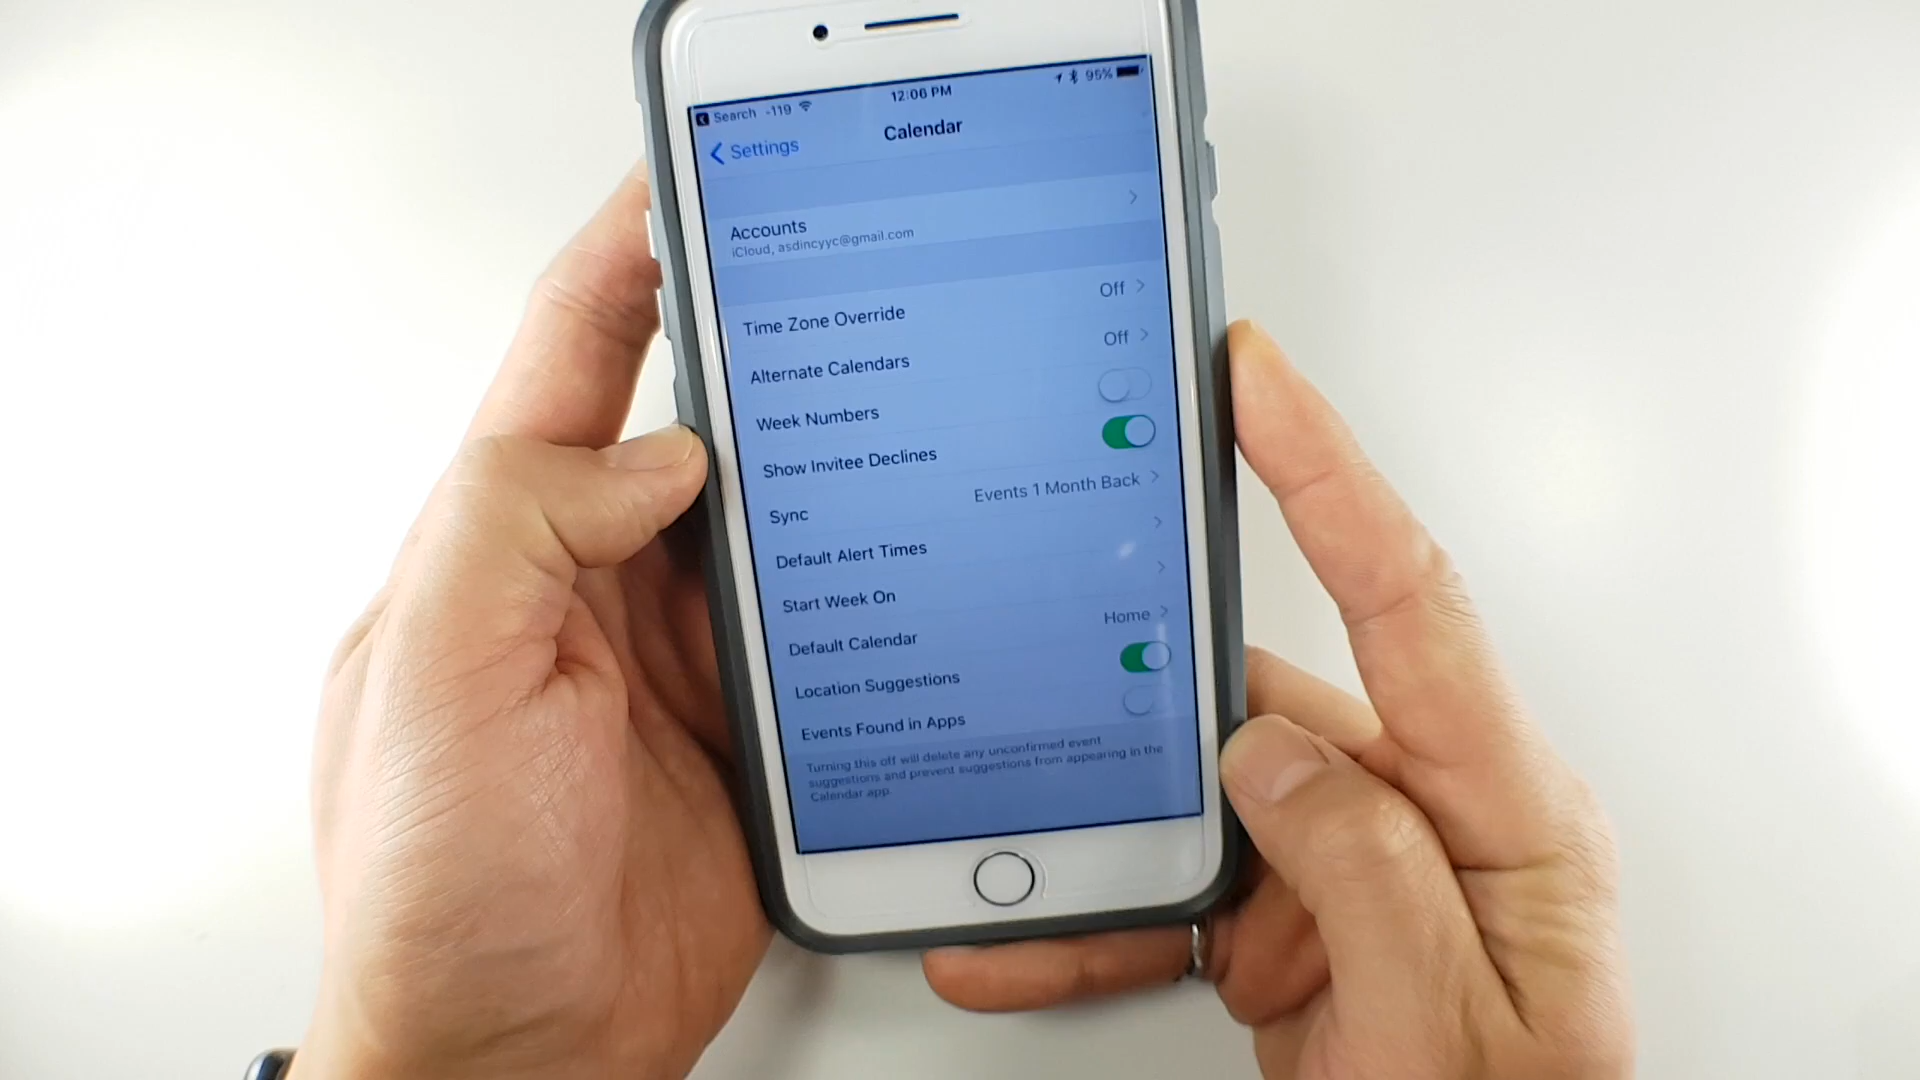 Search -119 12:06 PM 95%
Settings Calendar
Accounts
iCloud, asdincyyc@gmail.com
Time Zone Override Off
Alternate Calendars Off
Week Numbers
Show Invitee Declines
Sync Events 1 Month Back
Default Alert Times
Start Week On
Default Calendar Home
Location Suggestions
Events Found in Apps
Turning this off will delete any unconfirmed event
suggestions and prevent suggestions from appearing in the
Calendar app.